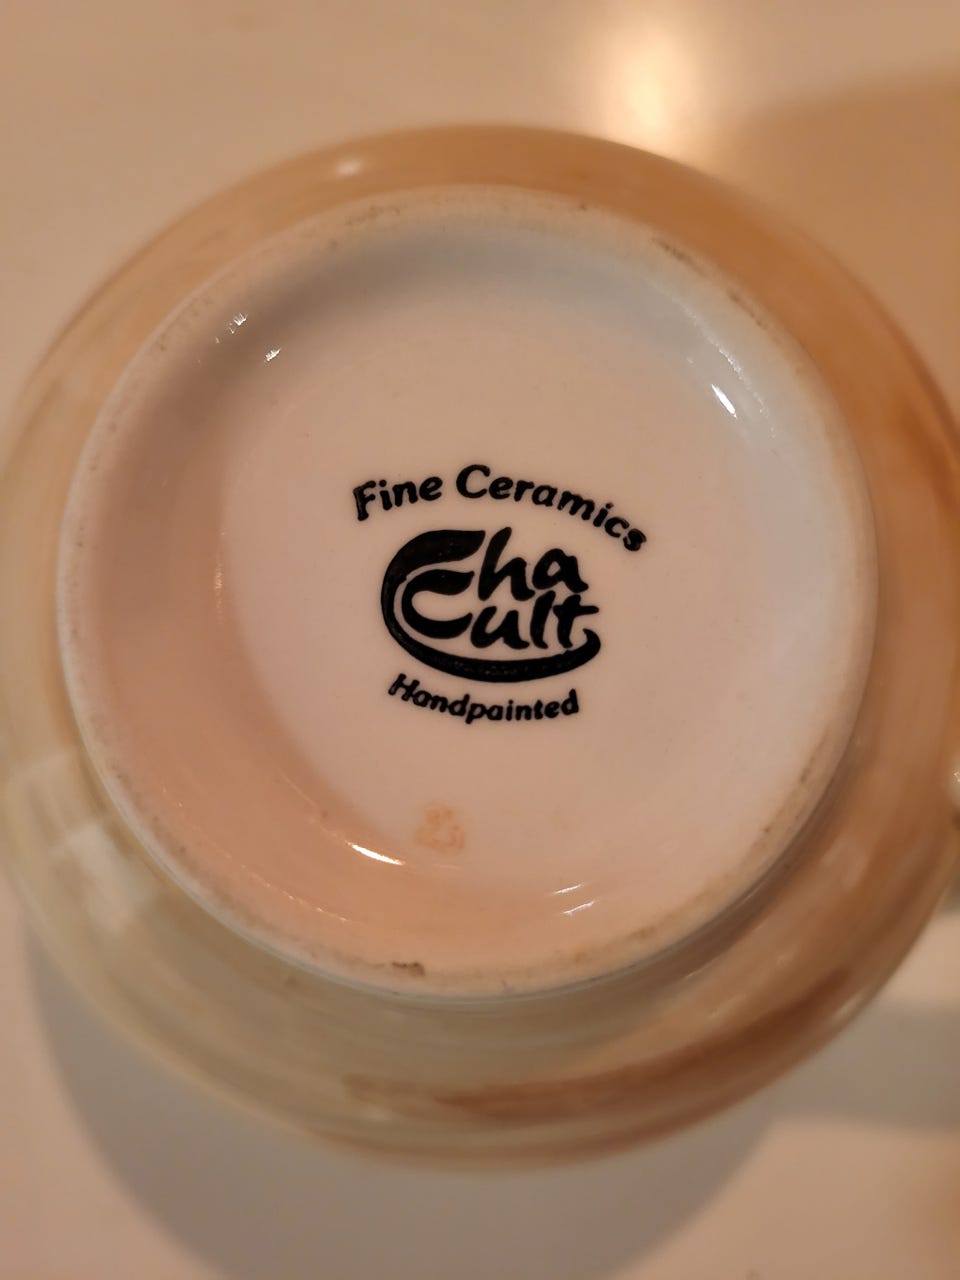 Fine Ceramics
Cha
Cult
Handpainted